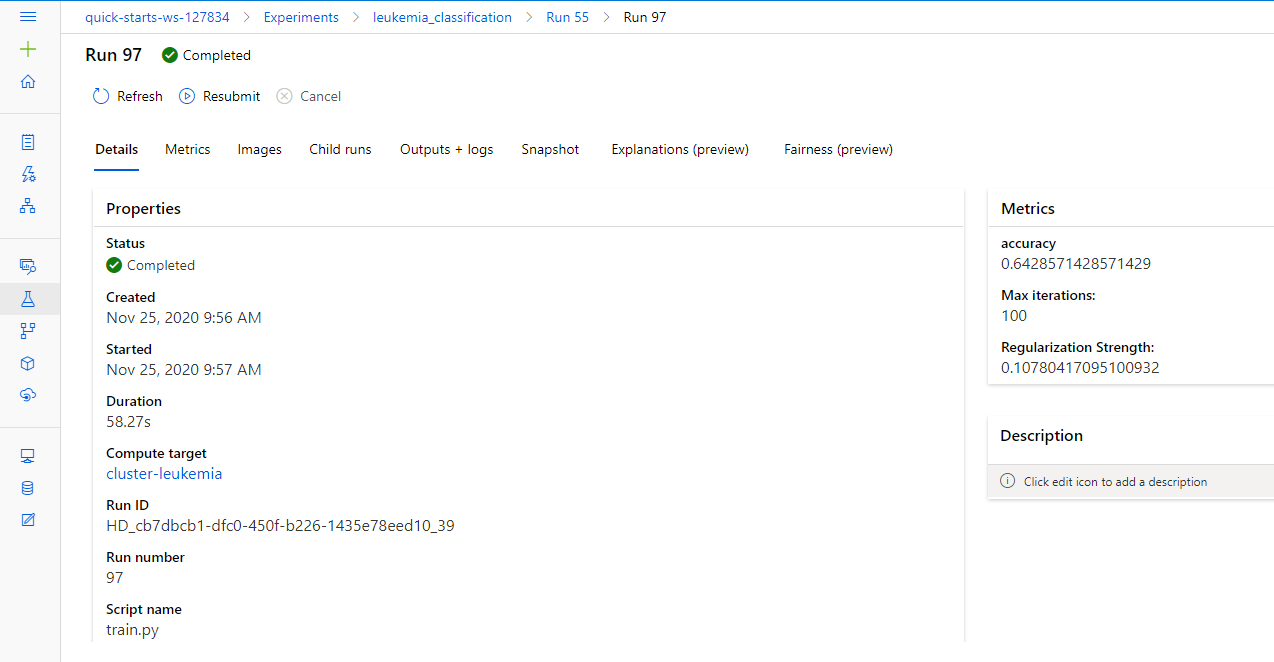 quick-starts-ws-127834 > Experiments > leukemia_classification > Run 55 > Run 97
Run 97 Completed
Refresh Resubmit Cancel
Details Metrics Images Child runs Outputs + logs Snapshot Explanations (preview) Fairness (preview)
Properties
Status
Completed
Created
Nov 25, 2020 9:56 AM
Started
Nov 25, 2020 9:57 AM
Duration
58.27s
Compute target
cluster-leukemia
Run ID
HD_cb7dbcb1-dfc0-450f-b226-1435e78eed10_39
Run number
97
Script name
train.py
Metrics
accuracy
0.6428571428571429
Max iterations:
100
Regularization Strength:
0.10780417095100932
Description
Click edit icon to add a description